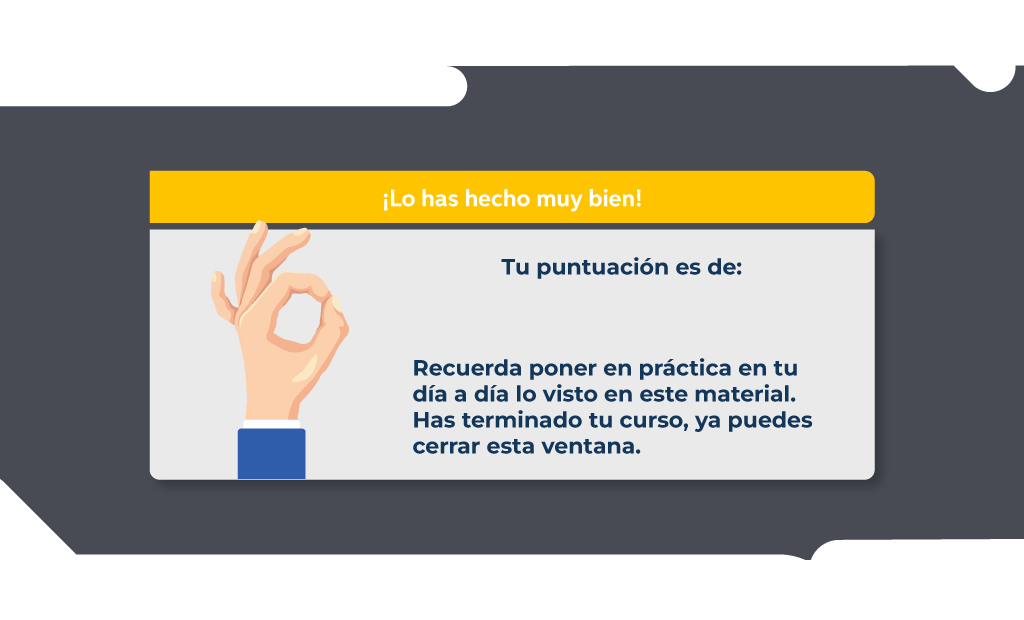 ¡Lo has hecho muy bien!
Tu puntuación es de:
Recuerda poner en práctica en tu
día a día lo visto en este material.
Has terminado tu curso, ya puedes
cerrar esta ventana.